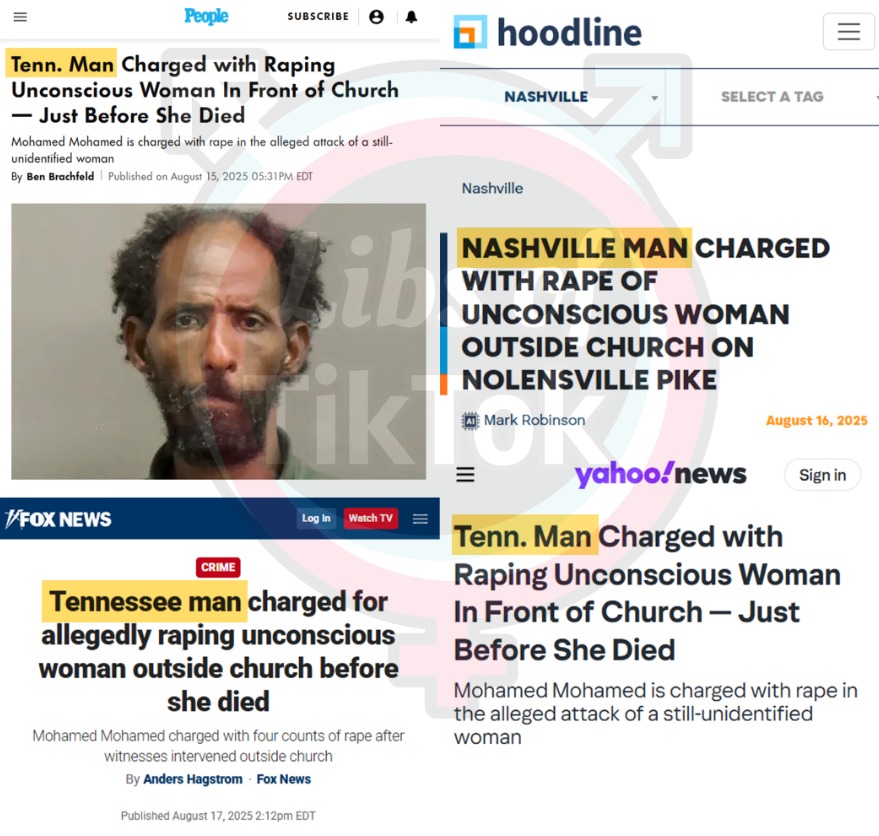 People
SUBSCRIBE
Tenn. Man Charged with Raping
Unconscious Woman In Front of Church
— Just Before She Died
Mohamed Mohamed is charged with rape in the alleged attack of a still-
unidentified woman
By Ben Brachfeld | Published on August 15, 2025 05:31PM EDT
FOX NEWS
Log In
Watch TV
CRIME
Tennessee man charged for
allegedly raping unconscious
woman outside church before
she died
Mohamed Mohamed charged with four counts of rape after
witnesses intervened outside church
By Anders Hagstrom · Fox News
Published August 17, 2025 2:12pm EDT
hoodline
NASHVILLE
SELECT A TAG
Nashville
NASHVILLE MAN CHARGED
WITH RAPE OF
UNCONSCIOUS WOMAN
OUTSIDE CHURCH ON
NOLENSVILLE PIKE
AI Mark Robinson
August 16, 2025
yahoo!news
Sign in
Tenn. Man Charged with
Raping Unconscious Woman
In Front of Church — Just
Before She Died
Mohamed Mohamed is charged with rape in
the alleged attack of a still-unidentified
woman
Libs of
TikTok